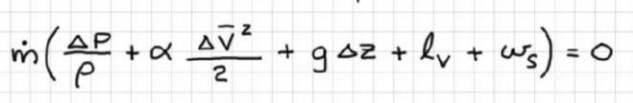 ṁ(ΔP/ρ + α ΔV̄²/2 + gΔz + l_v + w_s) = 0